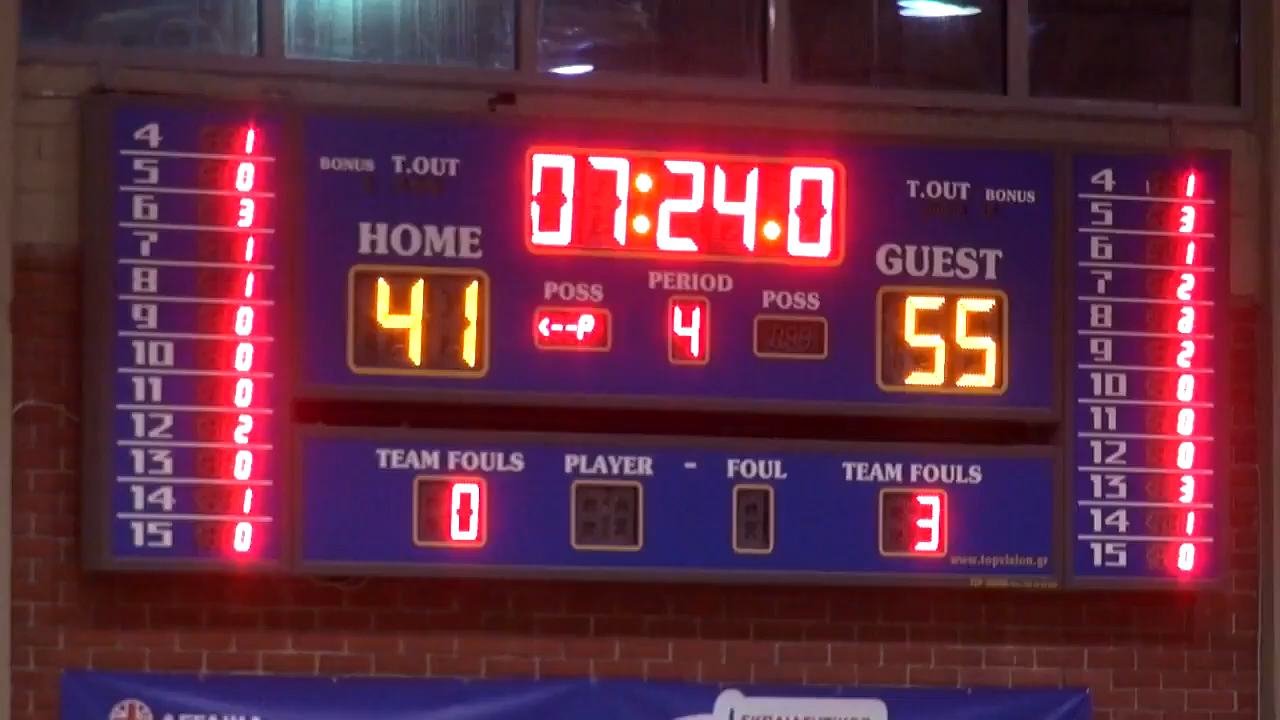 4 1
5 0
6 3
7 1
8 1
9 0
10 0
11 0
12 2
13 0
14 1
15 0
BONUS T.OUT
07:24.0
T.OUT BONUS
HOME
41
POSS
<--P
PERIOD
4
POSS
GUEST
55
TEAM FOULS
0
PLAYER - FOUL
TEAM FOULS
3
www.topvision.gr
4 1
5 3
6 1
7 2
8
9 2
10 0
11 0
12 0
13 3
14 1
15 0